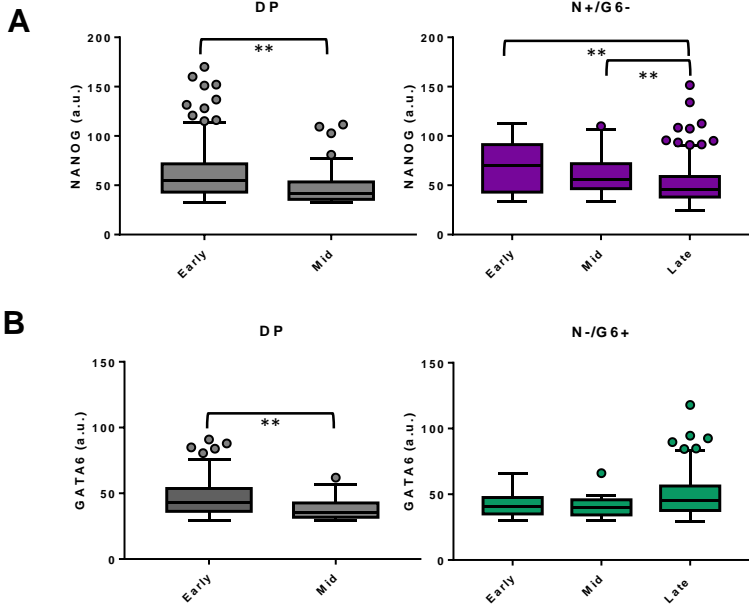 A
DP
N+/G6-
NANOG (a.u.)
200
150
100
50
0
**
Early
Mid
NANOG (a.u.)
200
150
100
50
0
**
**
Early
Mid
Late
B
DP
N-/G6+
GATA6 (a.u.)
150
100
50
0
**
Early
Mid
GATA6 (a.u.)
150
100
50
0
Early
Mid
Late